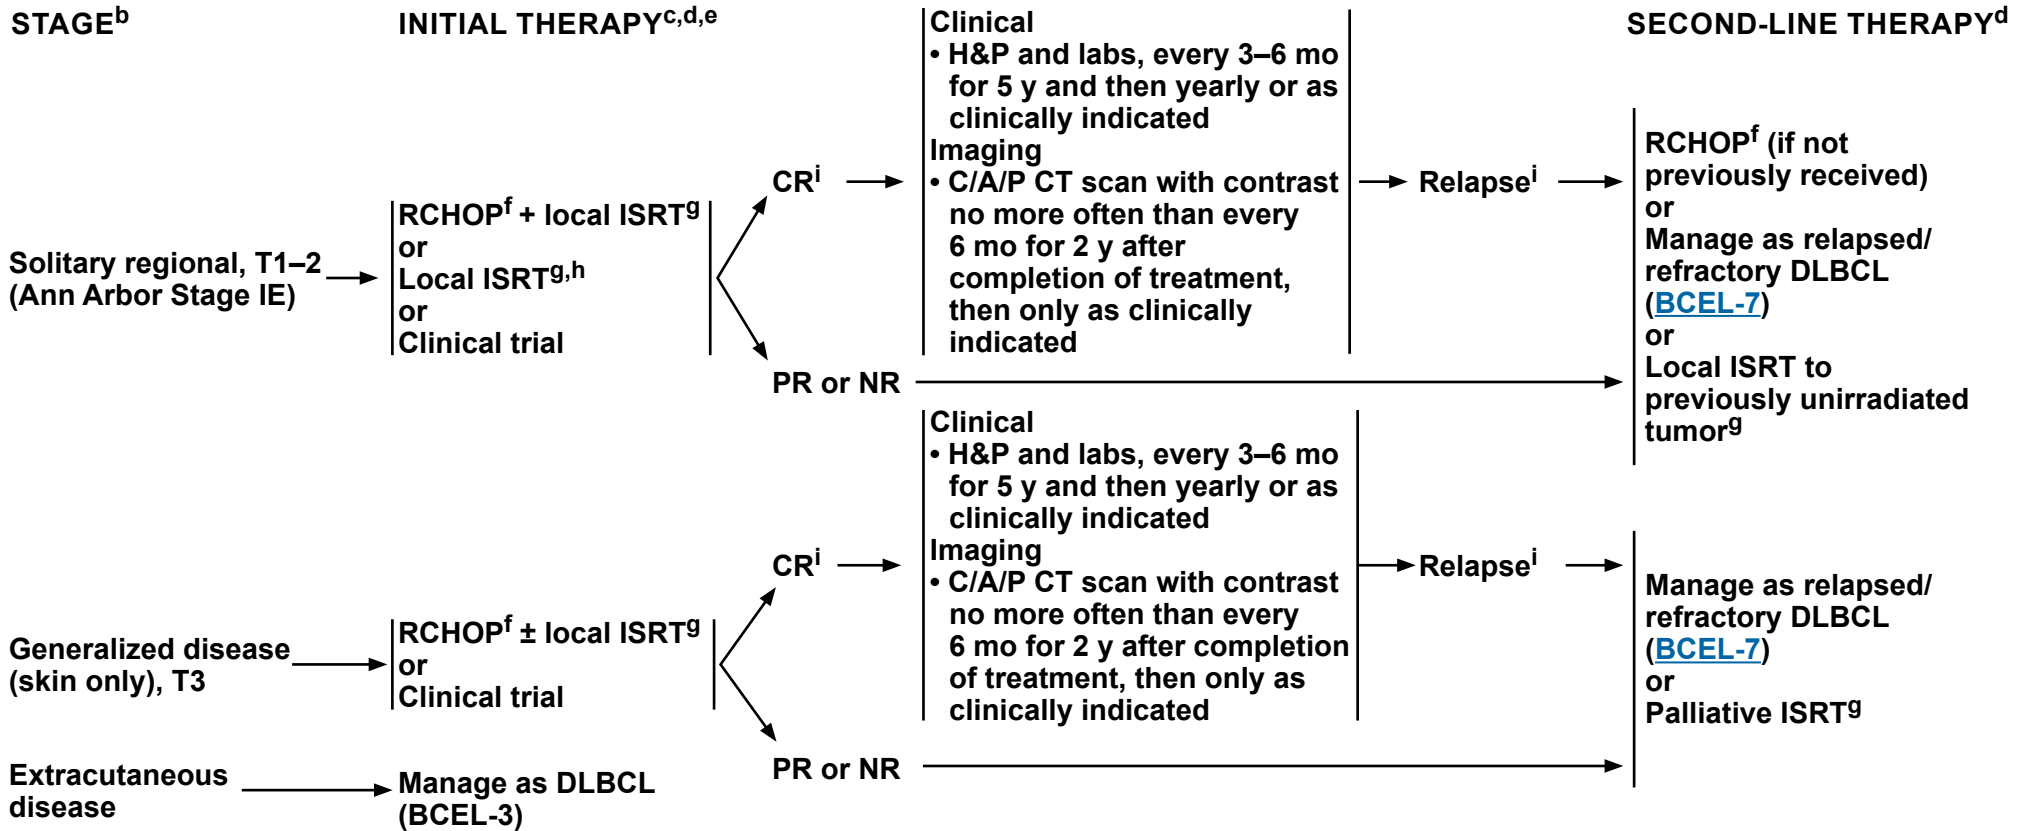 STAGEb
INITIAL THERAPYc,d,e
SECOND-LINE THERAPYd
Solitary regional, T1–2
(Ann Arbor Stage IE)
RCHOPf + local ISRTg
or
Local ISRTg,h
or
Clinical trial
CRi
Clinical
• H&P and labs, every 3–6 mo
for 5 y and then yearly or as
clinically indicated
Imaging
• C/A/P CT scan with contrast
no more often than every
6 mo for 2 y after
completion of treatment,
then only as clinically
indicated
Relapsei
PR or NR
RCHOPf (if not
previously received)
or
Manage as relapsed/
refractory DLBCL
(BCEL-7)
or
Local ISRT to
previously unirradiated
tumorg
Generalized disease
(skin only), T3
RCHOPf ± local ISRTg
or
Clinical trial
CRi
Clinical
• H&P and labs, every 3–6 mo
for 5 y and then yearly or as
clinically indicated
Imaging
• C/A/P CT scan with contrast
no more often than every
6 mo for 2 y after completion
of treatment, then only as
clinically indicated
Relapsei
PR or NR
Manage as relapsed/
refractory DLBCL
(BCEL-7)
or
Palliative ISRTg
Extracutaneous
disease
Manage as DLBCL
(BCEL-3)